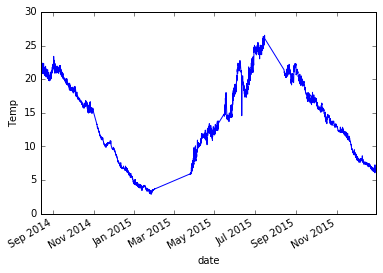 30
25
20
15
10
5
0
Temp
Sep 2014
Nov 2014
Jan 2015
Mar 2015
May 2015
Jul 2015
Sep 2015
Nov 2015
date